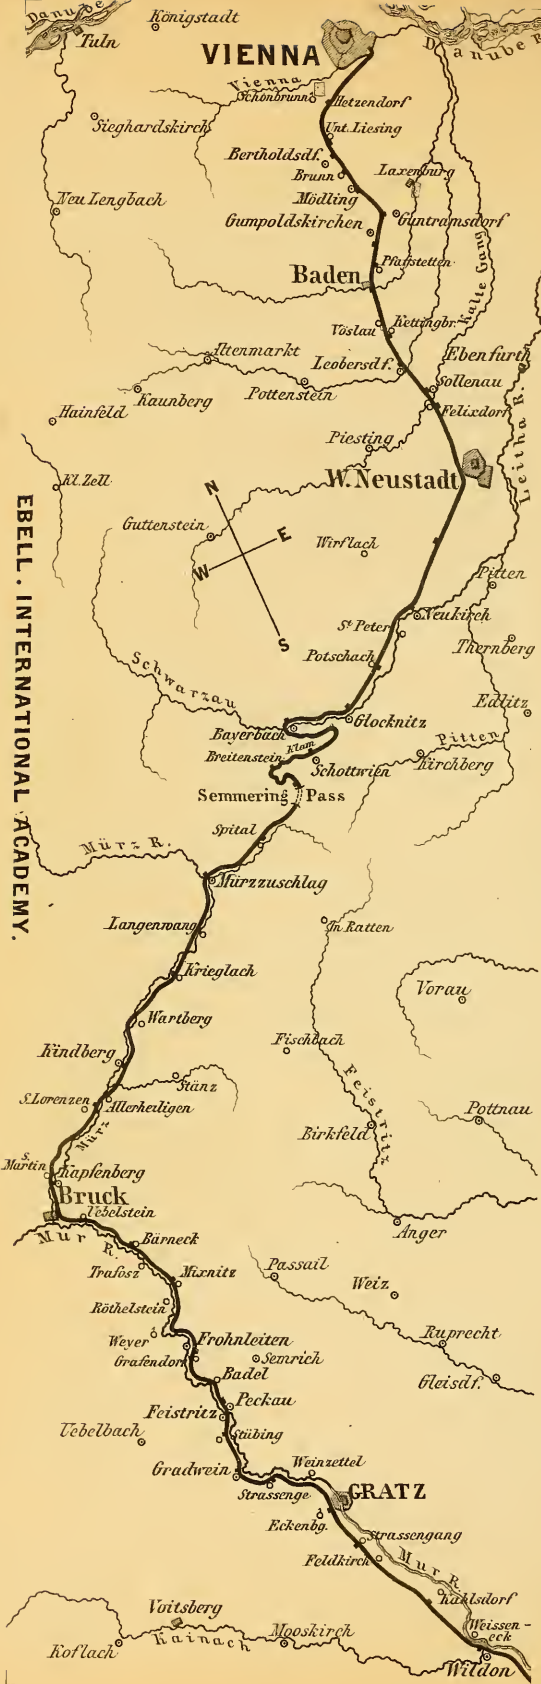 Danube
Königstadt
Tuln
VIENNA
Danube R.
Vienna
Schönbrunn
Hetzendorf
Unt. Liesing
Sieghardskirch
Bertholdsdf.
Brunn
Laxenburg
Mödling
Neu Lengbach
Guntramsdorf
Gumpoldskirchen
Pfaffstetten
Baden
Kalte Gang
Vöslau
Kettingbr.
Altenmarkt
Leobersdf.
Ebenfurth
Kaunberg
Pottenstein
Sollenau
Hainfeld
Felixdorf
Leitha R.
Piesting
W. Neustadt
Kl. Zell
N
Guttenstein
E
Wirflach
W
Pitten
Neukirch
St Peter
S
Thernberg
Potschach
Schwarzau
Edlitz
Glocknitz
Bayerbach
Pitten
Klam
Breitenstein
Schottwien
Kirchberg
Semmering Pass
Spital
Mürz R.
Mürzzuschlag
In Ratten
Langenwang
Krieglach
Vorau
Wartberg
Fischbach
Kindberg
Stanz
Feistritz
S. Lorenzen
Allerheiligen
Pottnau
Mürz
Birkfeld
S. Martin
Kapfenberg
Bruck
Uebelstein
Anger
Mur R.
Bärneck
Trafosz
Mixnitz
Passail
Weiz
Röthelstein
Weyer
Frohnleiten
Ruprecht
Grafendorf
Semrich
Badel
Gleisdf.
Peckau
Feistritz
Uebelbach
Stübing
Gradwein
Weinzettel
Strassenge
GRATZ
Eckenbg.
Strassengang
Feldkirch
Mur R.
Kahlsdorf
Voitsberg
Weissen-
eck
Mooskirch
Kainach
Koflach
Wildon
EBELL. INTERNATIONAL ACADEMY.